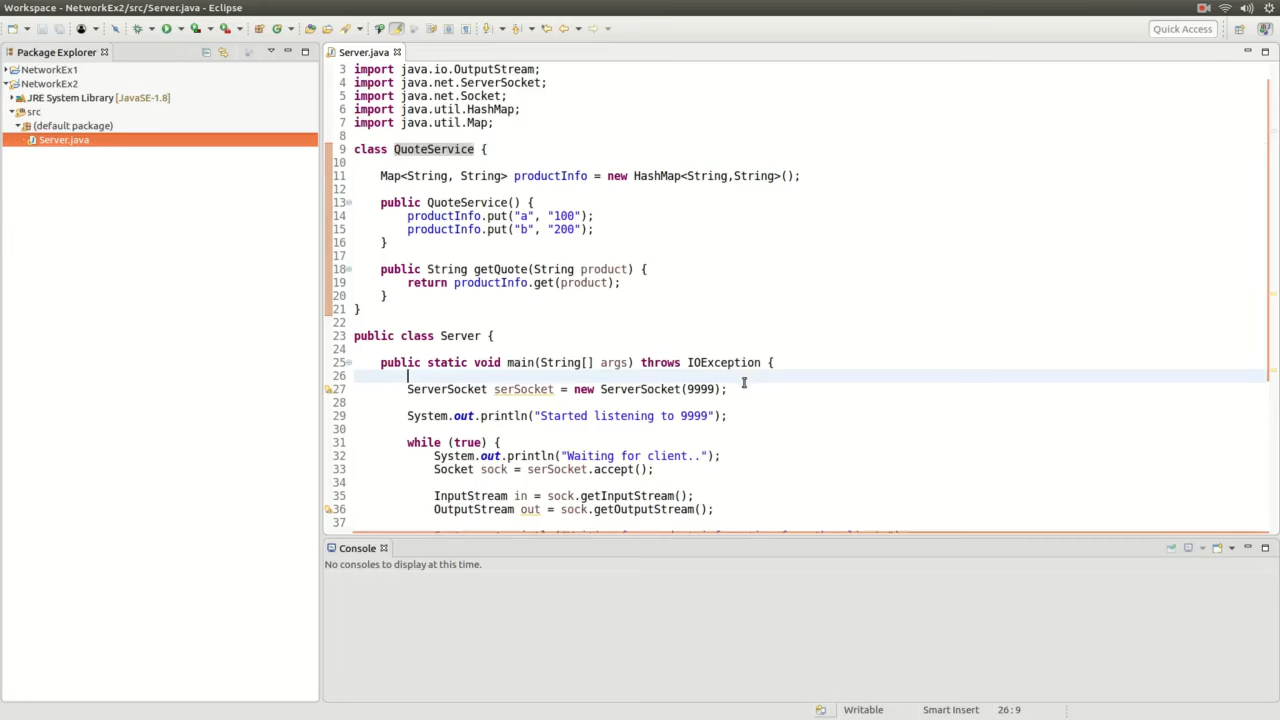 Workspace - NetworkEx2/src/Server.java - Eclipse
Quick Access
Package Explorer
NetworkEx1
NetworkEx2
JRE System Library [JavaSE-1.8]
src
(default package)
Server.java
Server.java
3 import java.io.OutputStream;
4 import java.net.ServerSocket;
5 import java.net.Socket;
6 import java.util.HashMap;
7 import java.util.Map;
8
9 class QuoteService {
10
11 Map<String, String> productInfo = new HashMap<String,String>();
12
13 public QuoteService() {
14 productInfo.put("a", "100");
15 productInfo.put("b", "200");
16 }
17
18 public String getQuote(String product) {
19 return productInfo.get(product);
20 }
21 }
22
23 public class Server {
24
25 public static void main(String[] args) throws IOException {
26
27 ServerSocket serSocket = new ServerSocket(9999);
28
29 System.out.println("Started listening to 9999");
30
31 while (true) {
32 System.out.println("Waiting for client..");
33 Socket sock = serSocket.accept();
34
35 InputStream in = sock.getInputStream();
36 OutputStream out = sock.getOutputStream();
37
Console
No consoles to display at this time.
Writable
Smart Insert
26:9